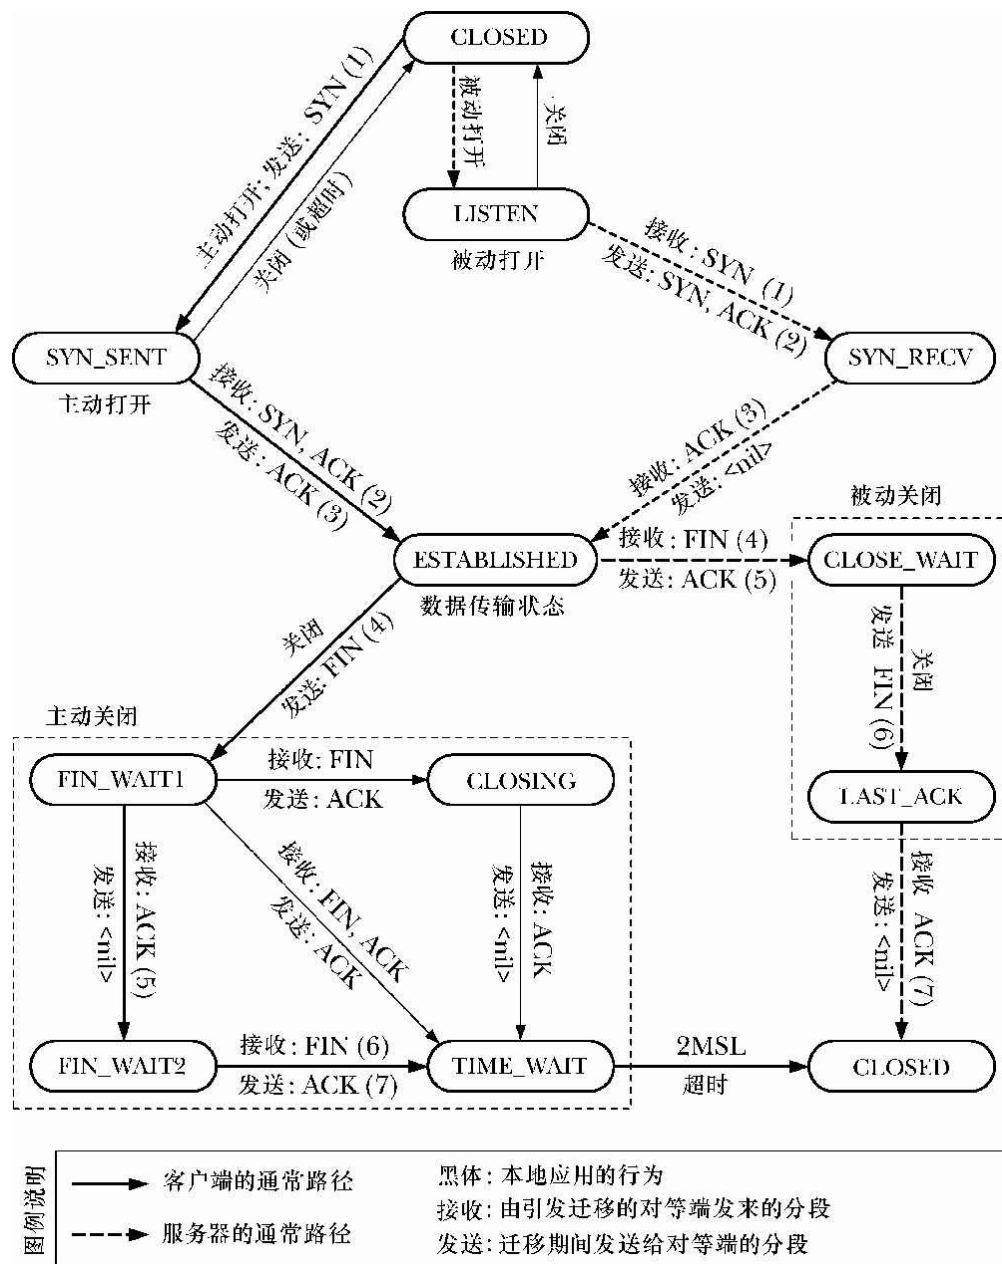 CLOSED
主动打开; 发送: SYN (1)
关闭 (或超时)
被动打开
关闭
LISTEN
被动打开
接收: SYN (1)
发送: SYN, ACK (2)
SYN_SENT
主动打开
SYN_RECV
接收: SYN, ACK (2)
发送: ACK (3)
接收: ACK (3)
发送: <nil>
ESTABLISHED
数据传输状态
接收: FIN (4)
发送: ACK (5)
被动关闭
CLOSE_WAIT
关闭
发送 FIN (6)
LAST_ACK
接收 ACK (7)
发送: <nil>
关闭
发送: FIN (4)
主动关闭
FIN_WAIT1
接收: FIN
发送: ACK
CLOSING
接收: ACK (5)
发送: <nil>
接收: FIN, ACK
发送: ACK
接收: ACK
发送: <nil>
FIN_WAIT2
接收: FIN (6)
发送: ACK (7)
TIME_WAIT
2MSL
超时
CLOSED
图例说明
客户端的通常路径
服务器的通常路径
黑体: 本地应用的行为
接收: 由引发迁移的对等端发来的分段
发送: 迁移期间发送给对等端的分段